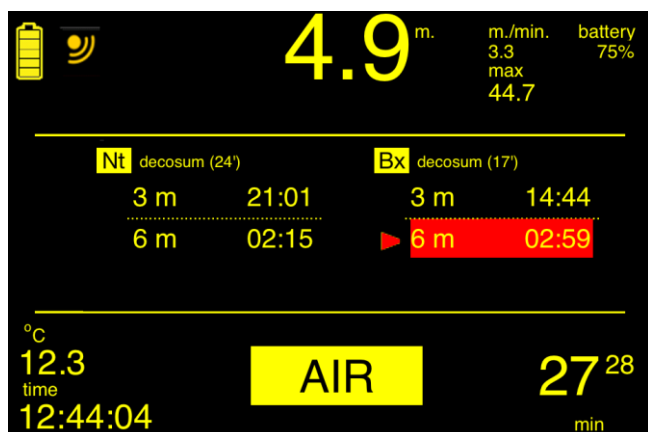 4.9 m.
m./min. battery
3.3 75%
max
44.7
Nt decosum (24') Bx decosum (17')
3 m 21:01 3 m 14:44
6 m 02:15 6 m 02:59
°C
12.3
time
12:44:04
AIR
27 28
min